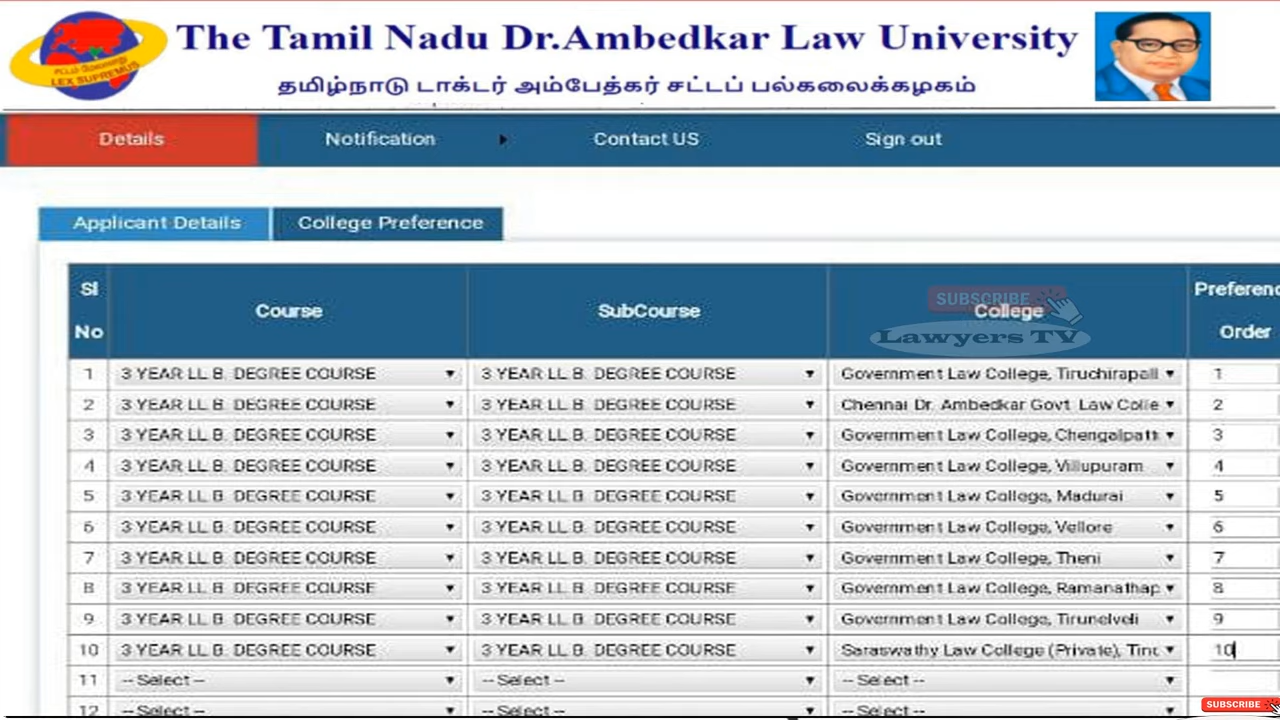 The Tamil Nadu Dr.Ambedkar Law University
தமிழ்நாடு டாக்டர் அம்பேத்கர் சட்டப் பல்கலைக்கழகம்
LEX SUPREMUS
Details Notification Contact US Sign out
Applicant Details College Preference
Sl No Course SubCourse College Preferenc Order
SUBSCRIBE
Lawyers TV
1 3 YEAR LL.B. DEGREE COURSE 3 YEAR LL.B. DEGREE COURSE Government Law College, Tiruchirapall 1
2 3 YEAR LL.B. DEGREE COURSE 3 YEAR LL.B. DEGREE COURSE Chennai Dr. Ambedkar Govt. Law Colle 2
3 3 YEAR LL.B. DEGREE COURSE 3 YEAR LL.B. DEGREE COURSE Government Law College, Chengalpatt 3
4 3 YEAR LL.B. DEGREE COURSE 3 YEAR LL.B. DEGREE COURSE Government Law College, Villupuram 4
5 3 YEAR LL.B. DEGREE COURSE 3 YEAR LL.B. DEGREE COURSE Government Law College, Madurai 5
6 3 YEAR LL.B. DEGREE COURSE 3 YEAR LL.B. DEGREE COURSE Government Law College, Vellore 6
7 3 YEAR LL.B. DEGREE COURSE 3 YEAR LL.B. DEGREE COURSE Government Law College, Theni 7
8 3 YEAR LL.B. DEGREE COURSE 3 YEAR LL.B. DEGREE COURSE Government Law College, Ramanathap 8
9 3 YEAR LL.B. DEGREE COURSE 3 YEAR LL.B. DEGREE COURSE Government Law College, Tirunelveli 9
10 3 YEAR LL.B. DEGREE COURSE 3 YEAR LL.B. DEGREE COURSE Saraswathy Law College (Private), Tinc 10
11 -- Select -- -- Select -- -- Select --
12 -- Select -- -- Select -- -- Select --
SUBSCRIBE